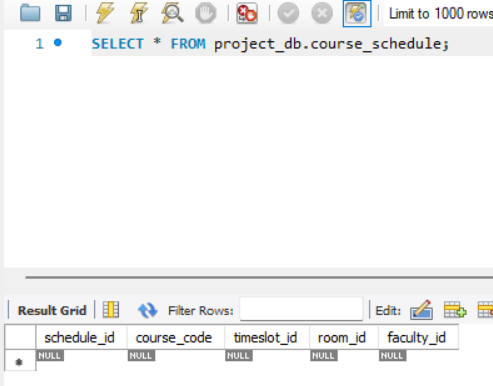 Limit to 1000 rows
1 SELECT * FROM project_db.course_schedule;
Result Grid Filter Rows: Edit:
schedule_id course_code timeslot_id room_id faculty_id
* NULL NULL NULL NULL NULL